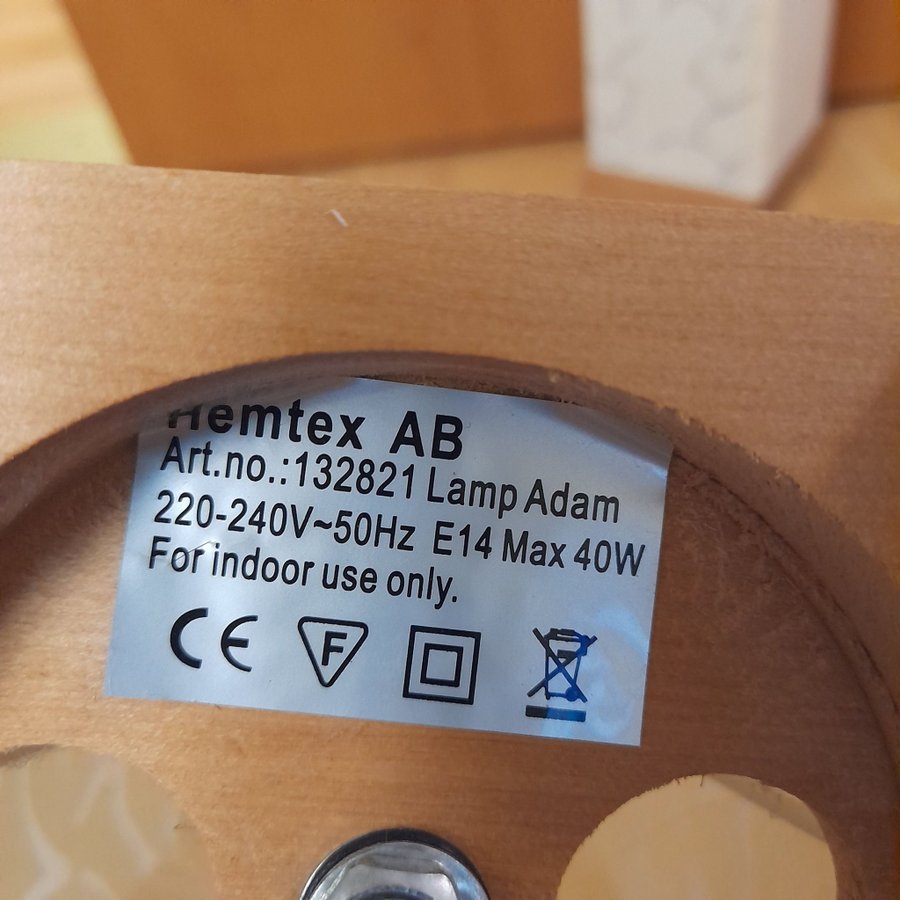 Hemtex AB
Art.no.:132821 Lamp Adam
220-240V~50Hz E14 Max 40W
For indoor use only.
CE
F